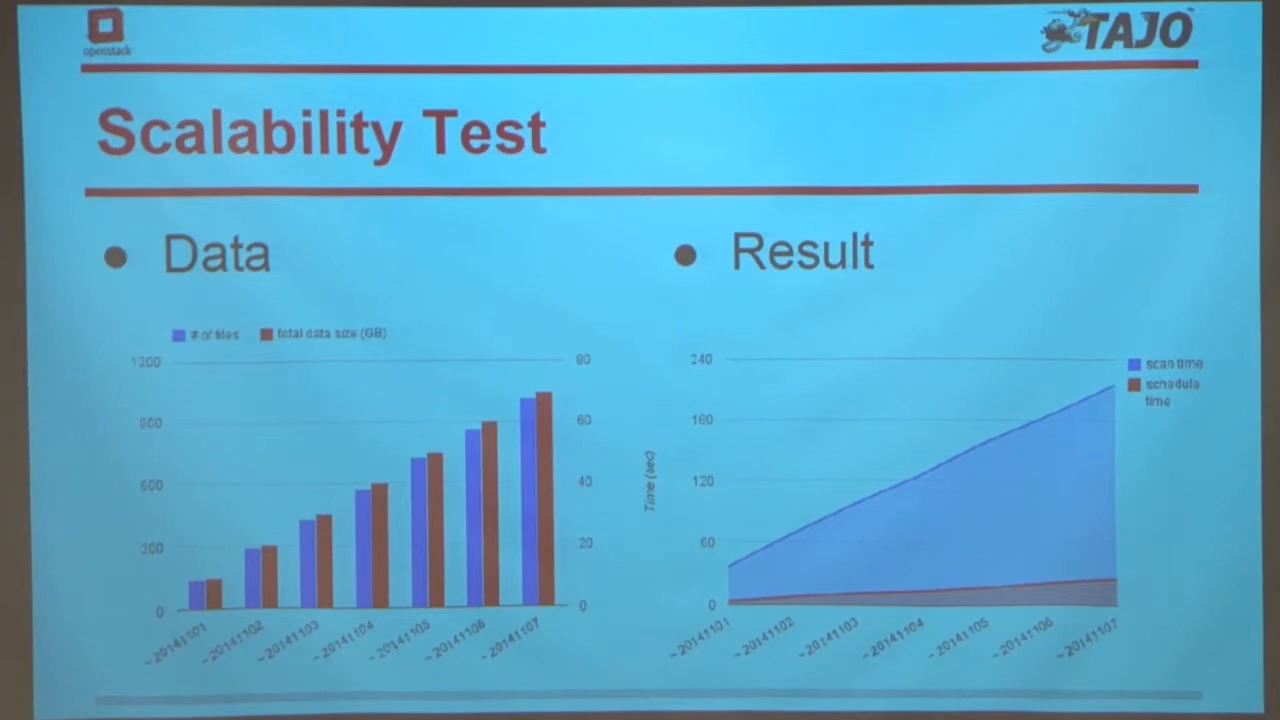 openstack
TAJO
Scalability Test
● Data
● Result
# of files
total data size (GB)
1200
900
600
300
0
80
60
40
20
0
~20141101
~20141102
~20141103
~20141104
~20141105
~20141106
~20141107
Time (sec)
240
180
120
60
0
scan time
schedule
time
~20141101
~20141102
~20141103
~20141104
~20141105
~20141106
~20141107